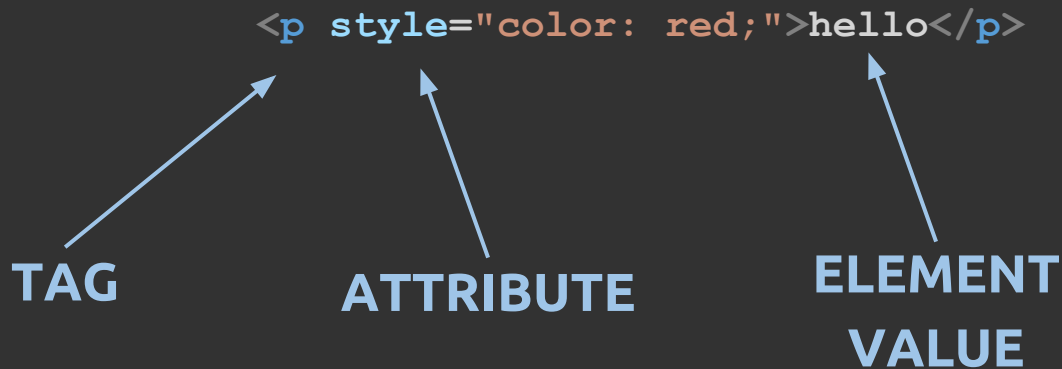 <p style="color: red;">hello</p>
TAG
ATTRIBUTE
ELEMENT
VALUE